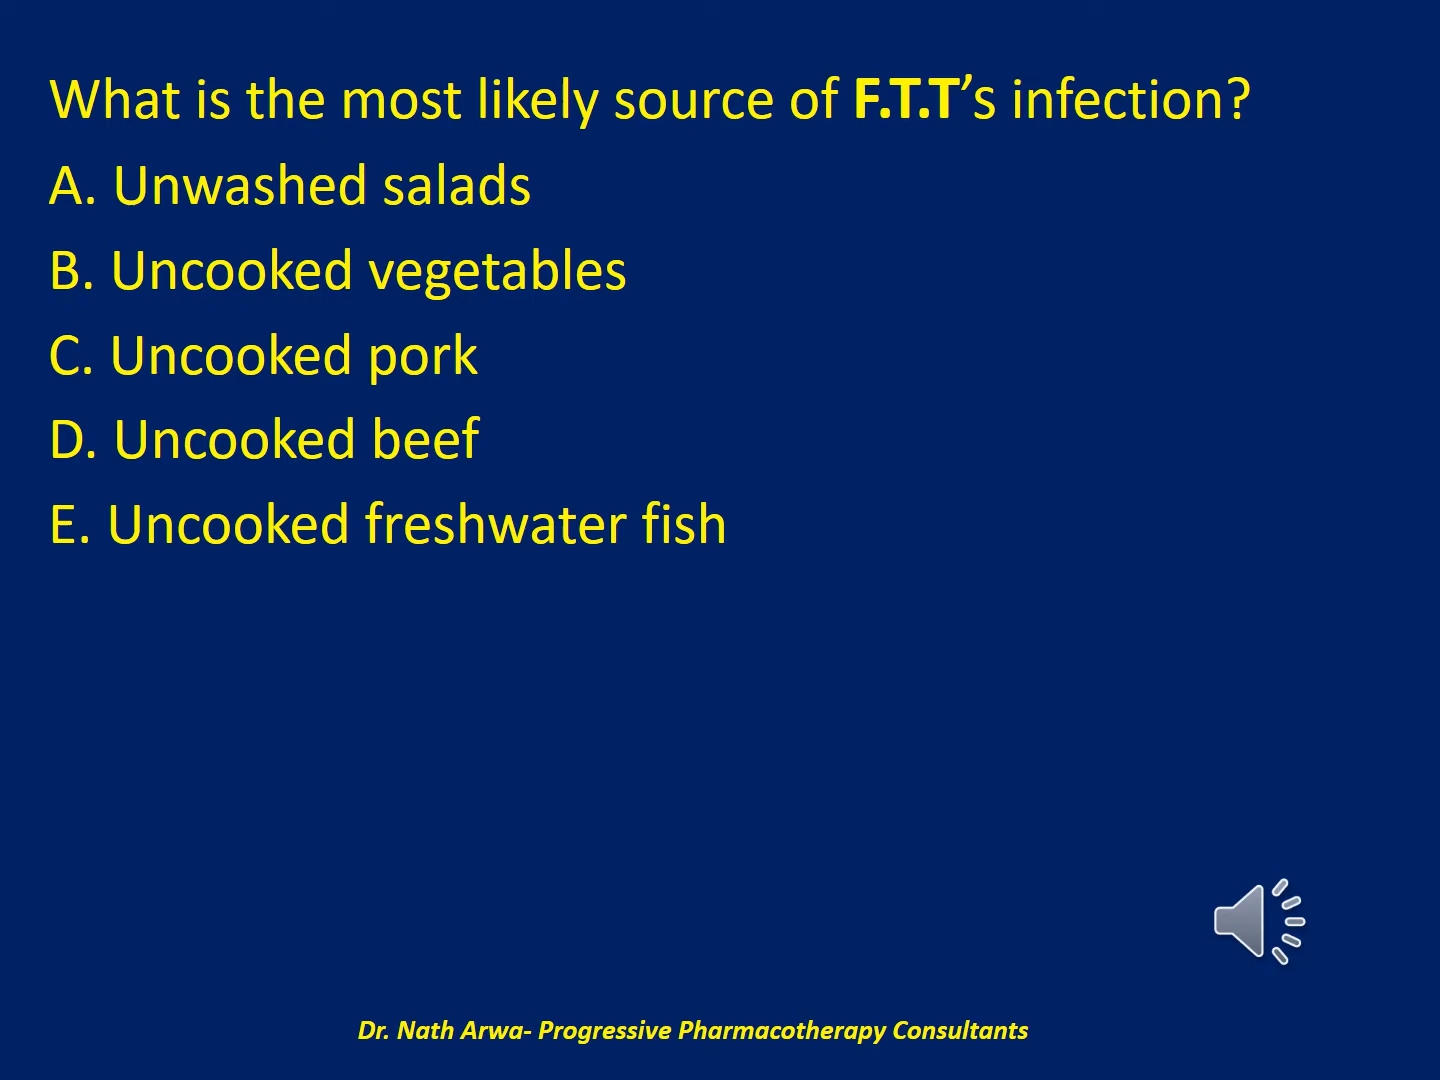 What is the most likely source of F.T.T’s infection?
A. Unwashed salads
B. Uncooked vegetables
C. Uncooked pork
D. Uncooked beef
E. Uncooked freshwater fish
Dr. Nath Arwa- Progressive Pharmacotherapy Consultants